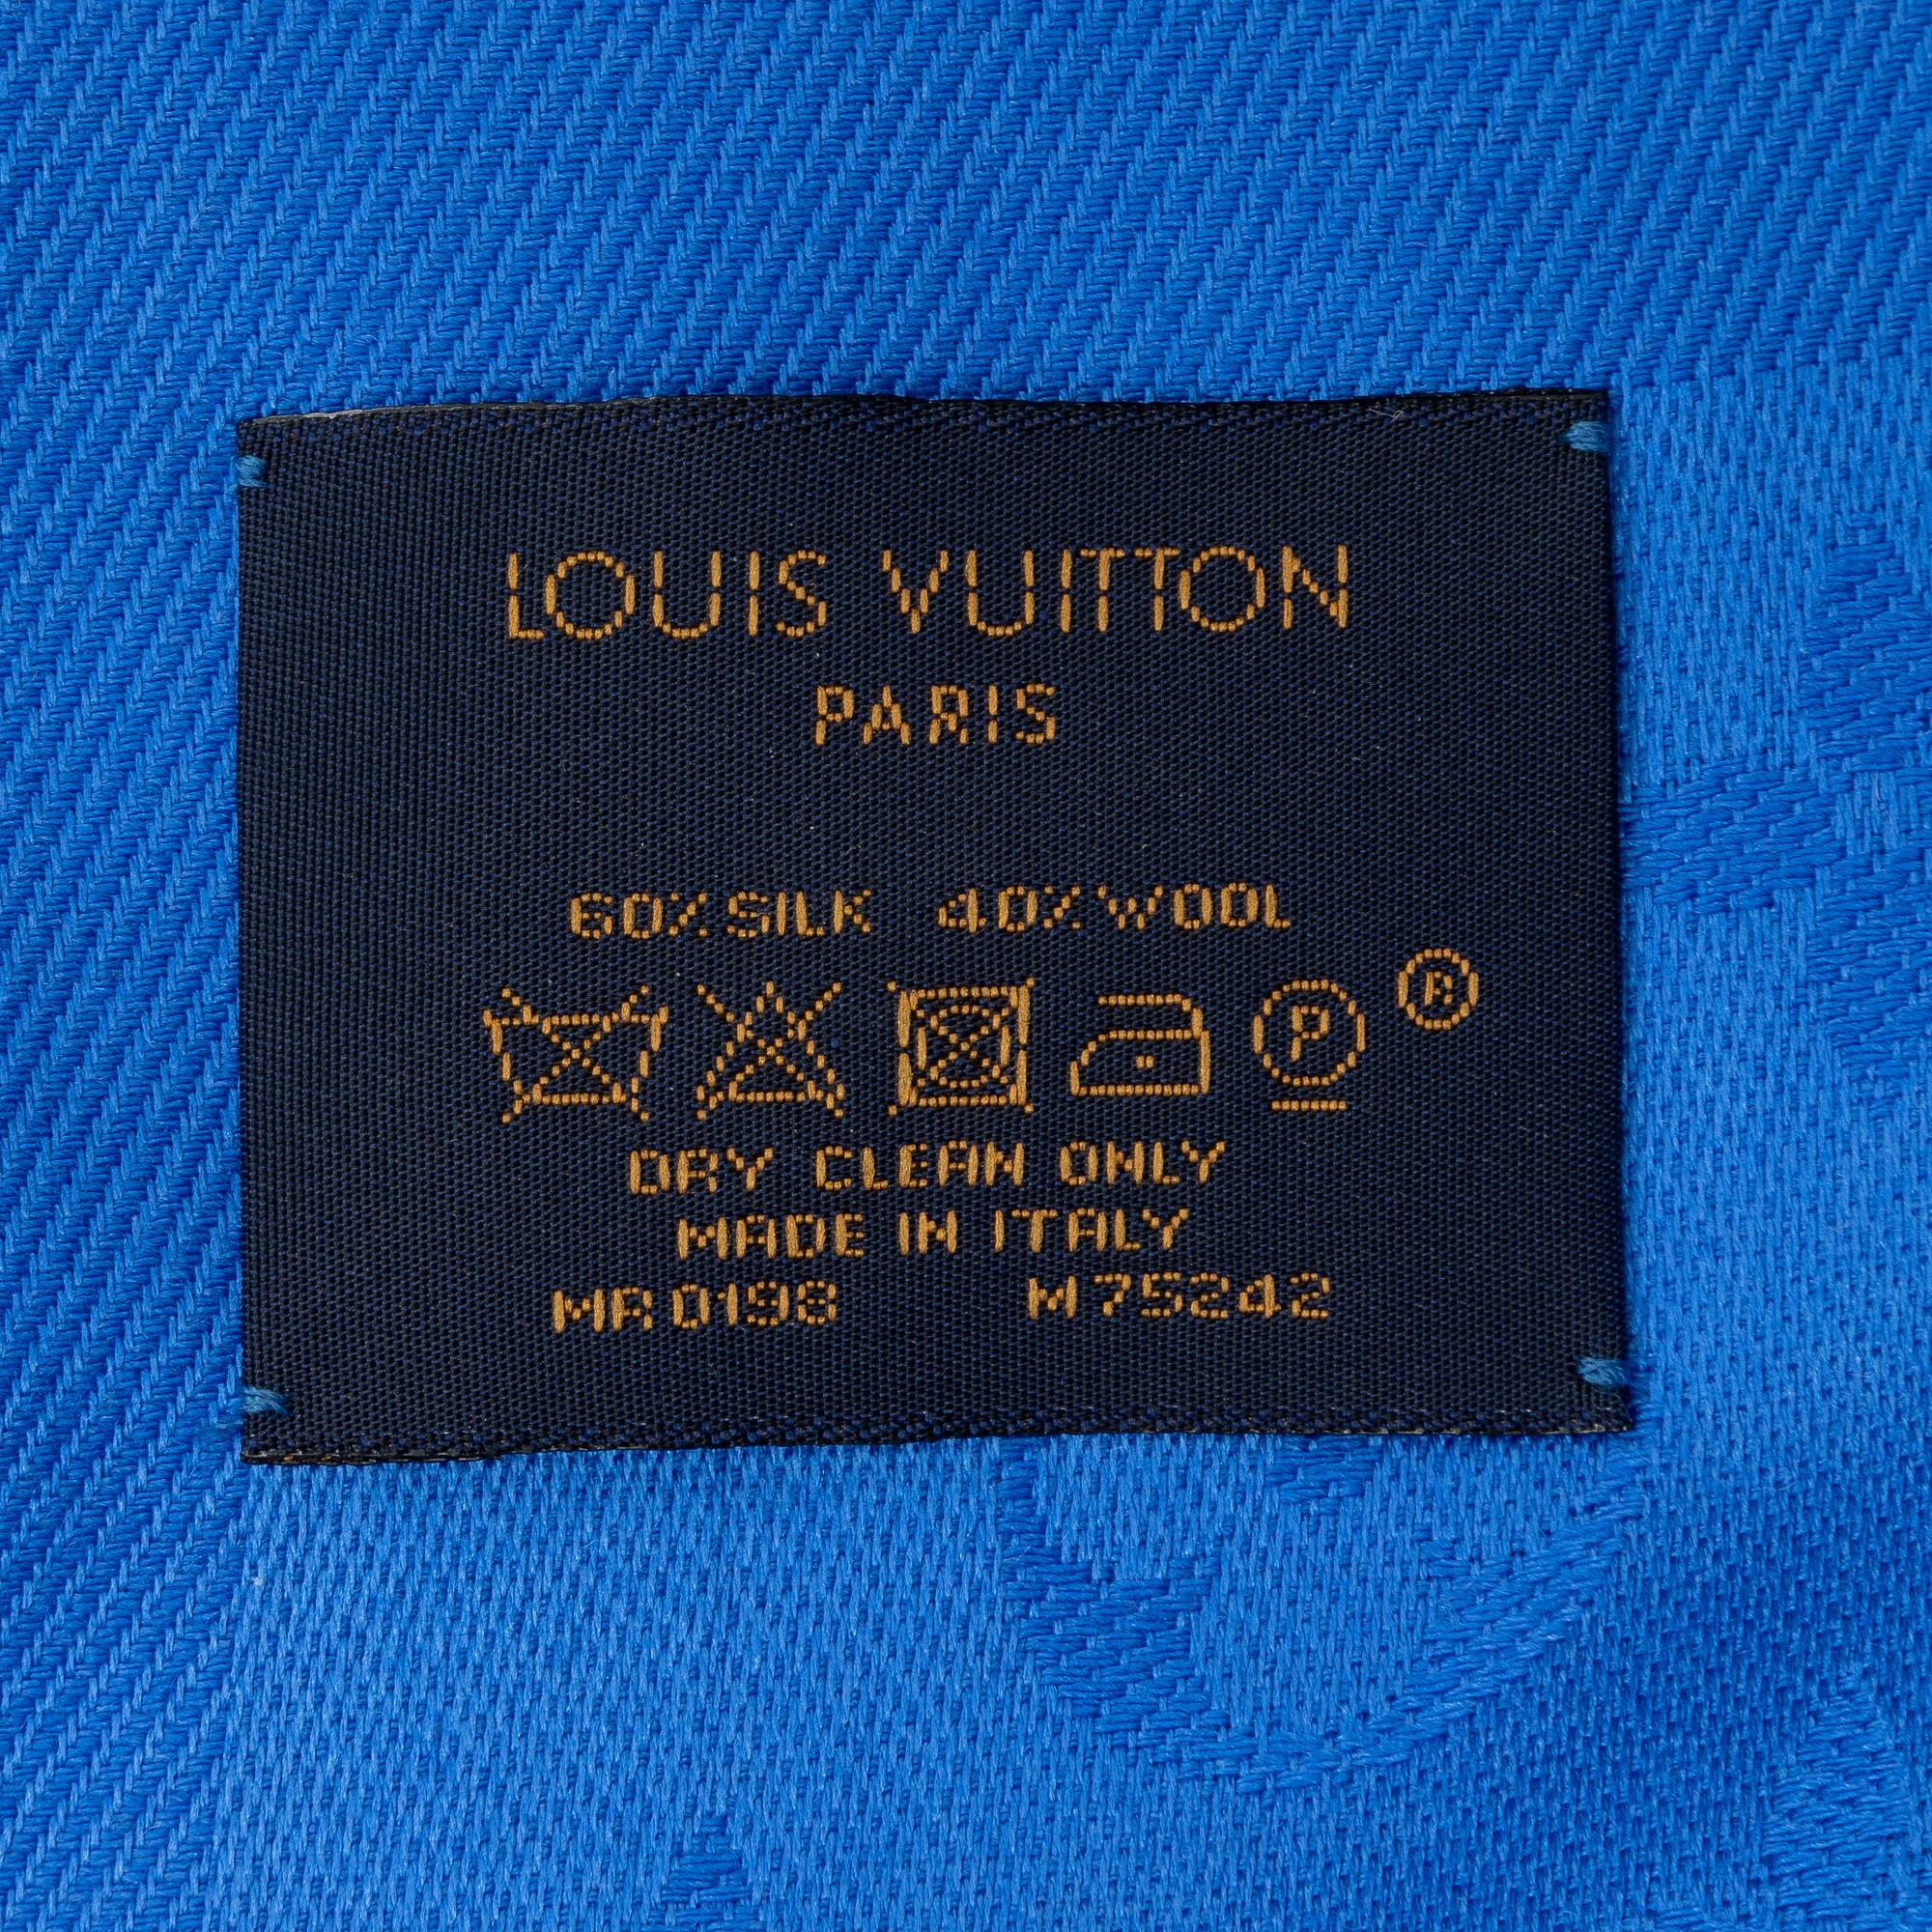 LOUIS VUITTON
PARIS
60% SILK 40% WOOL
P ®
DRY CLEAN ONLY
MADE IN ITALY
MR0198 M75242